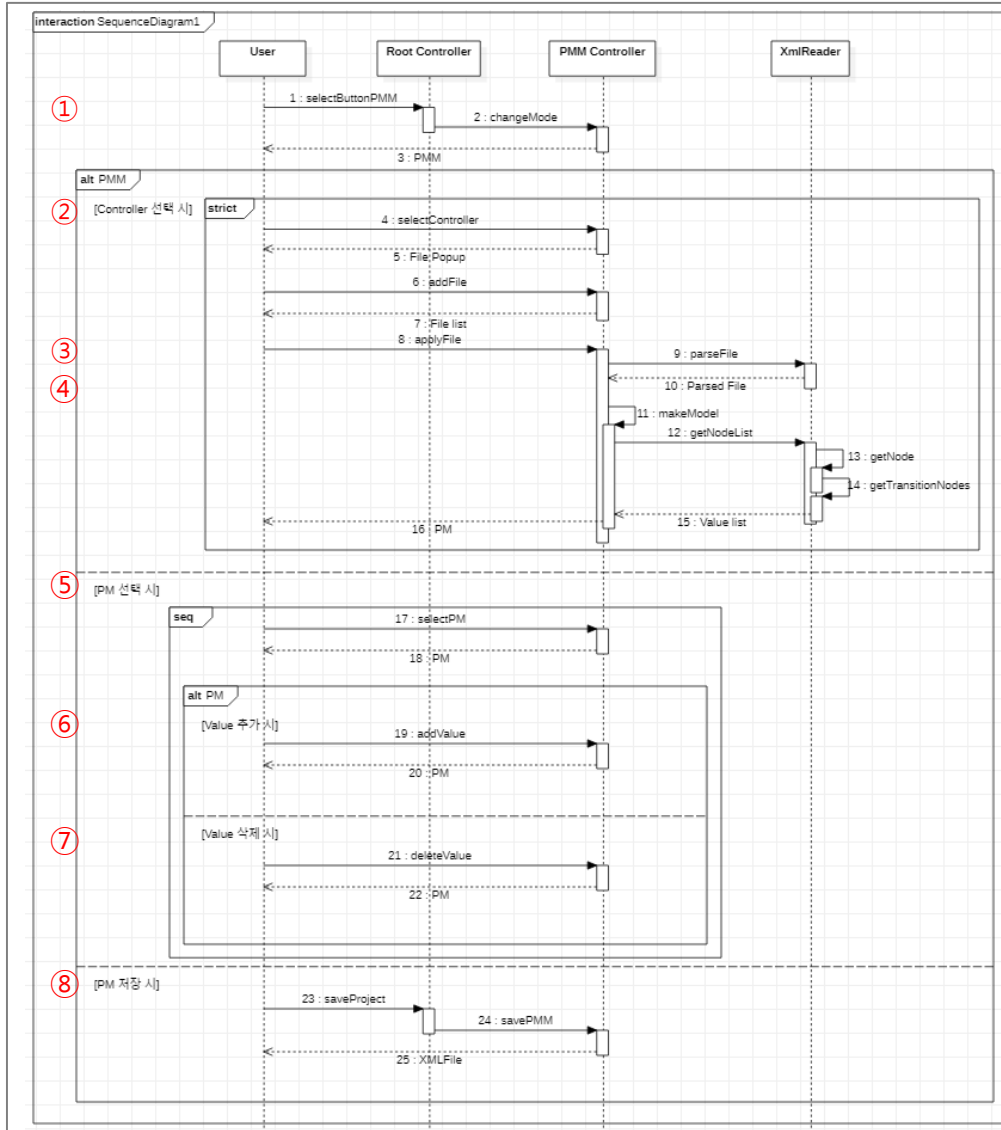 interaction SequenceDiagram1
User
Root Controller
PMM Controller
XmlReader
①
1 : selectButtonPMM
2 : changeMode
3 : PMM
alt PMM
②
[Controller 선택 시]
strict
4 : selectController
5 : File Popup
6 : addFile
7 : File list
③
8 : applyFile
9 : parseFile
④
10 : Parsed File
11 : makeModel
12 : getNodeList
13 : getNode
14 : getTransitionNodes
15 : Value list
16 : PM
⑤
[PM 선택 시]
seq
17 : selectPM
18 : PM
alt PM
⑥
[Value 추가 시]
19 : addValue
20 : PM
⑦
[Value 삭제 시]
21 : deleteValue
22 : PM
⑧
[PM 저장 시]
23 : saveProject
24 : savePMM
25 : XMLFile